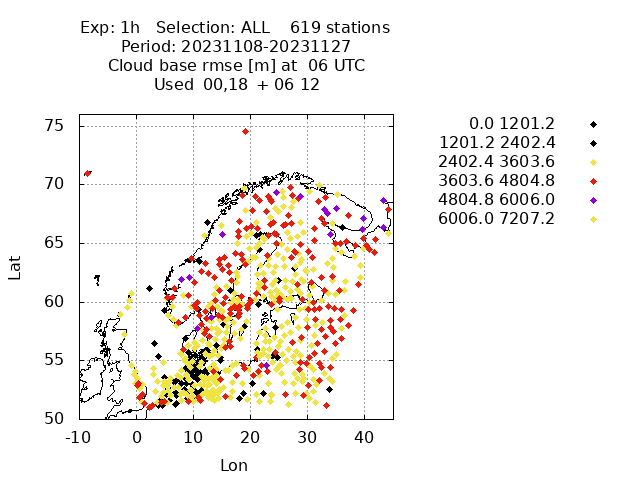 Exp: 1h Selection: ALL 619 stations
Period: 20231108-20231127
Cloud base rmse [m] at 06 UTC
Used 00,18 + 06 12
0.0 1201.2
1201.2 2402.4
2402.4 3603.6
3603.6 4804.8
4804.8 6006.0
6006.0 7207.2
75
70
65
60
55
50
Lat
-10 0 10 20 30 40
Lon